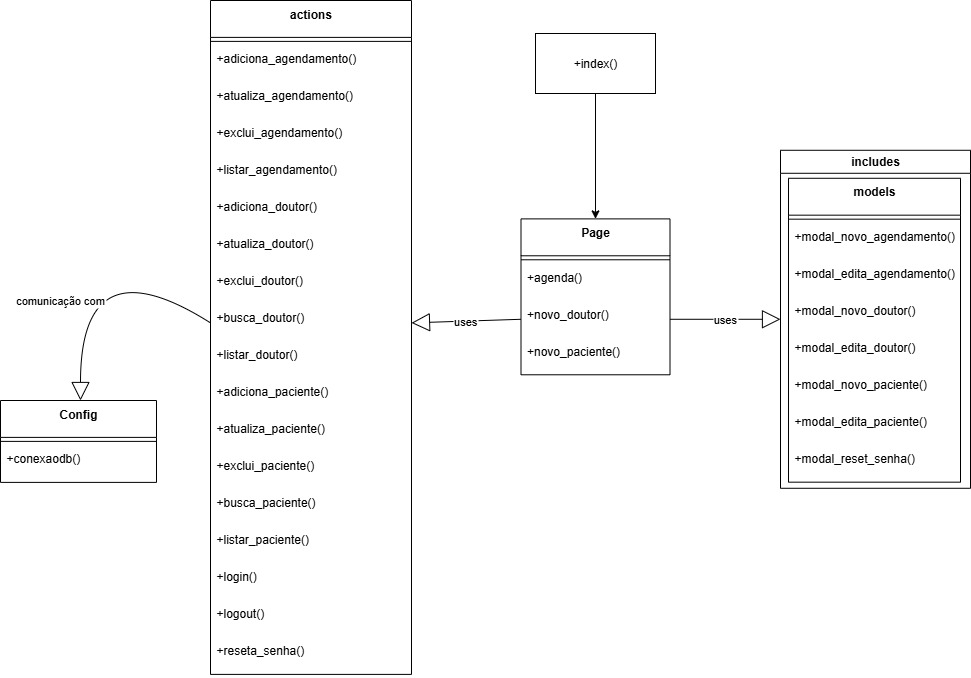 actions
+adiciona_agendamento()
+atualiza_agendamento()
+exclui_agendamento()
+listar_agendamento()
+adiciona_doutor()
+atualiza_doutor()
+exclui_doutor()
+busca_doutor()
+listar_doutor()
+adiciona_paciente()
+atualiza_paciente()
+exclui_paciente()
+busca_paciente()
+listar_paciente()
+login()
+logout()
+reseta_senha()
comunicação com
Config
+conexaodb()
+index()
Page
+agenda()
+novo_doutor()
+novo_paciente()
uses
uses
includes
models
+modal_novo_agendamento()
+modal_edita_agendamento()
+modal_novo_doutor()
+modal_edita_doutor()
+modal_novo_paciente()
+modal_edita_paciente()
+modal_reset_senha()